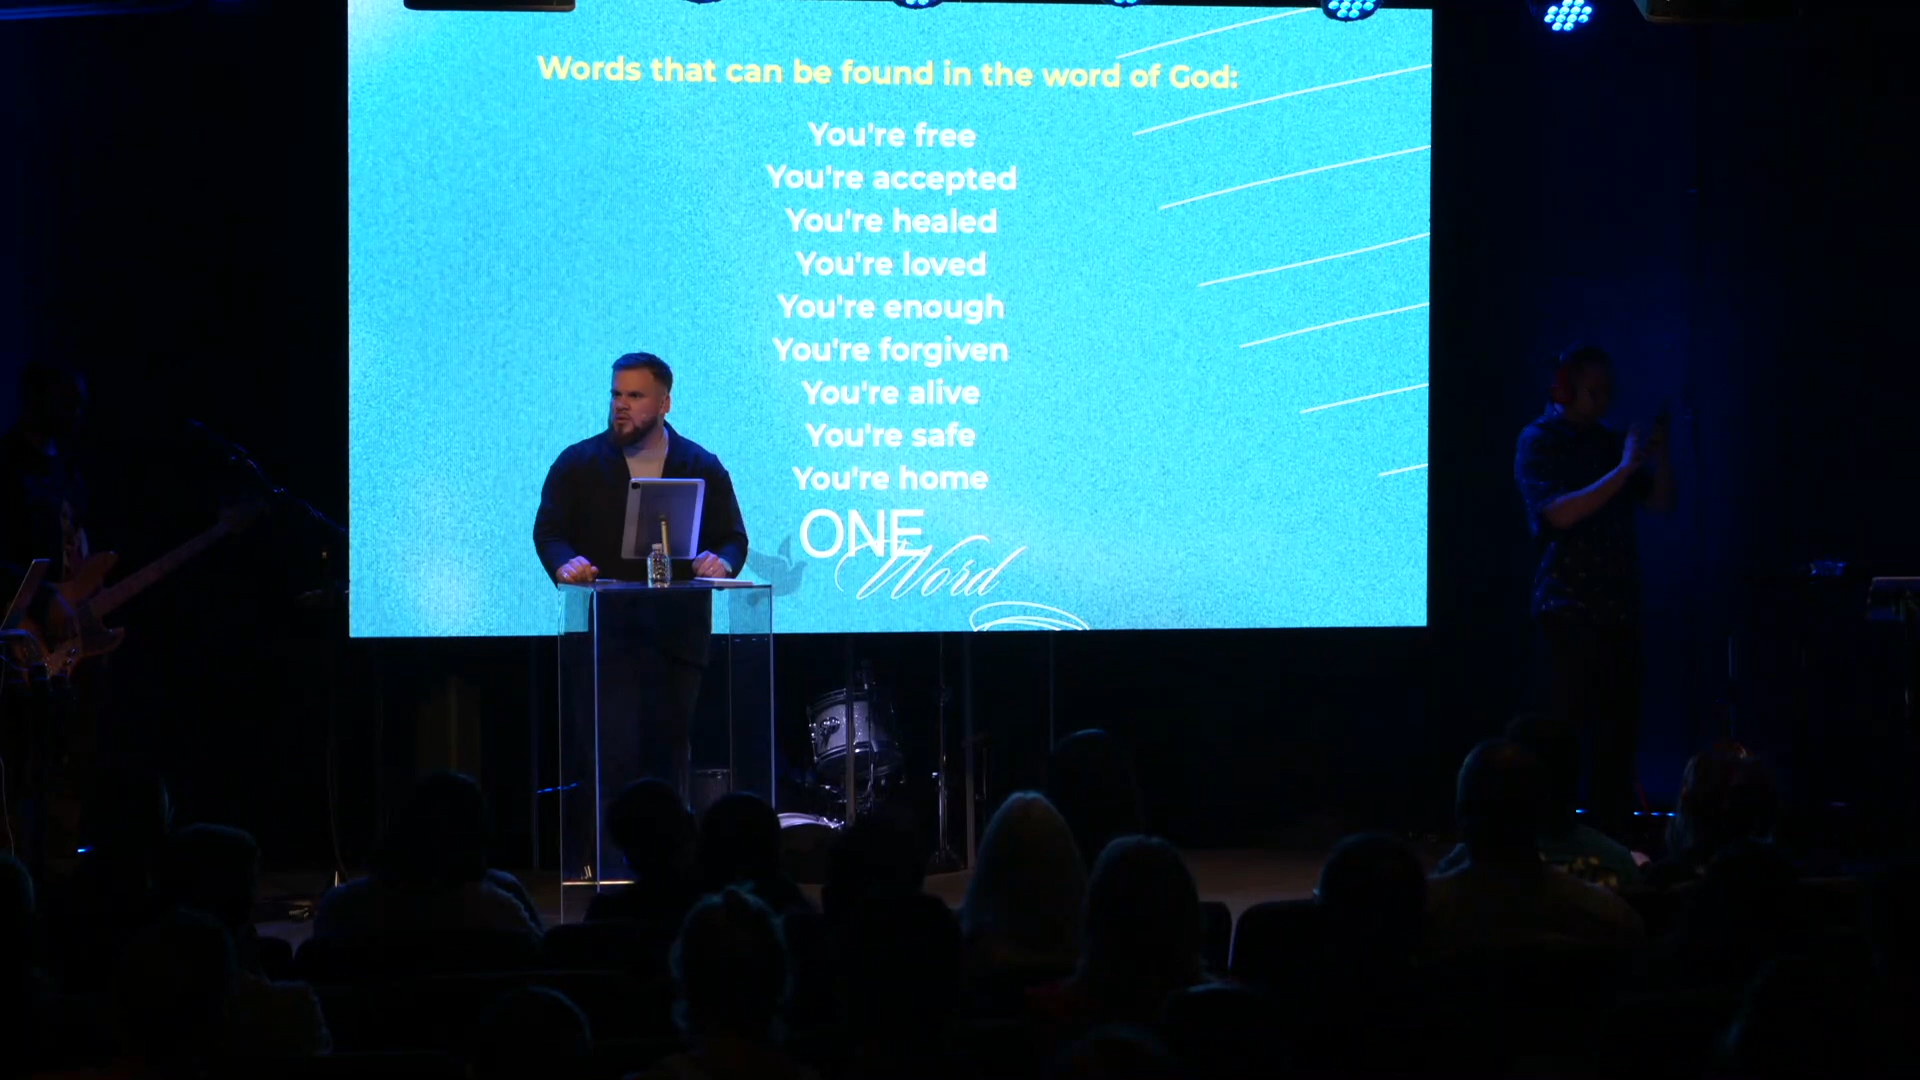 Words that can be found in the word of God:
You're free
You're accepted
You're healed
You're loved
You're enough
You're forgiven
You're alive
You're safe
You're home
ONE
Word